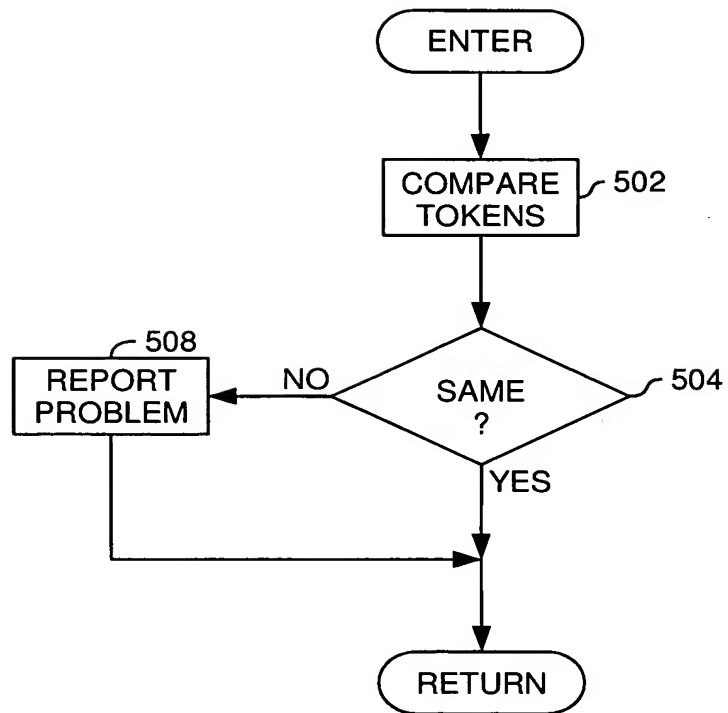 ENTER
COMPARE
TOKENS
502
508
REPORT
PROBLEM
NO
SAME
?
504
YES
RETURN